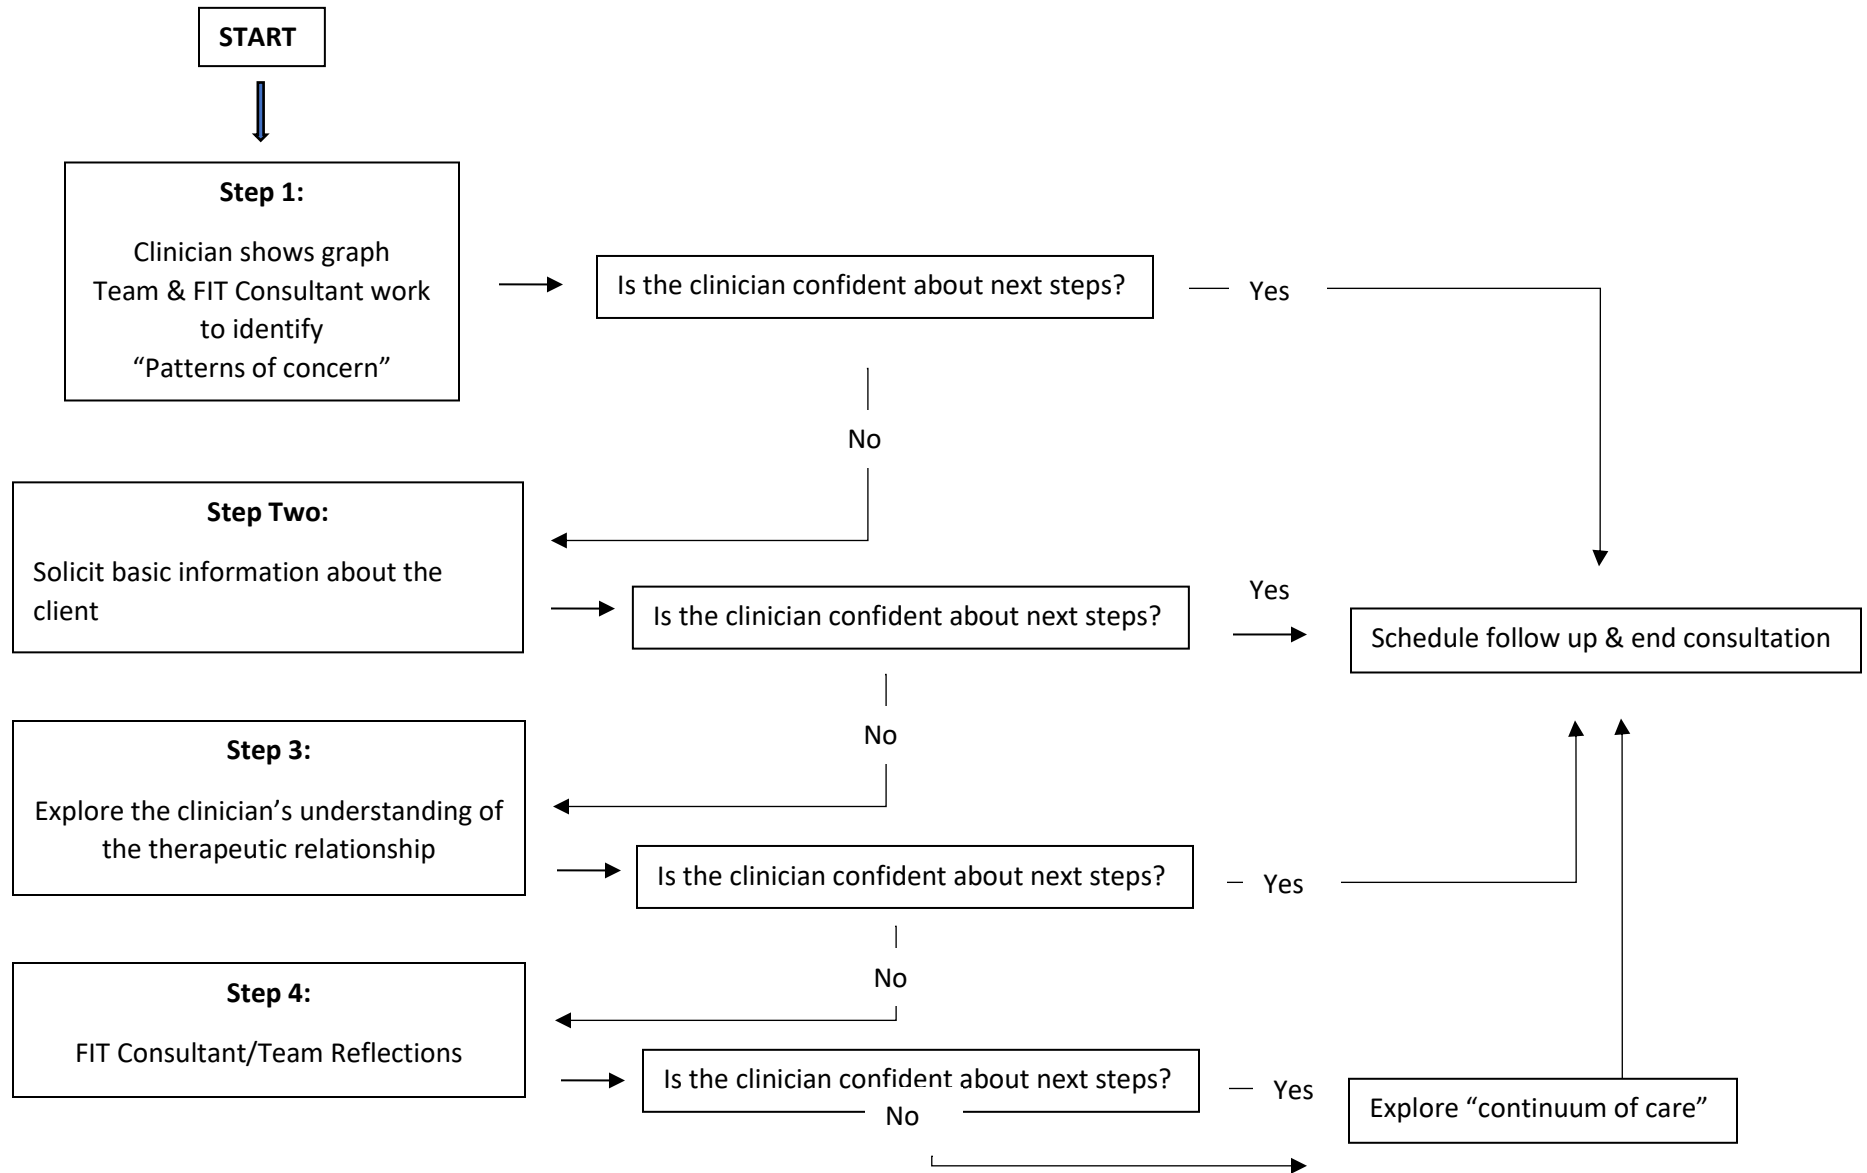 START
Step 1:
Clinician shows graph
Team & FIT Consultant work
to identify
“Patterns of concern”
Is the clinician confident about next steps?
Yes
No
Step Two:
Solicit basic information about the
client
Is the clinician confident about next steps?
Yes
Schedule follow up & end consultation
No
Step 3:
Explore the clinician’s understanding of
the therapeutic relationship
Is the clinician confident about next steps?
Yes
No
Step 4:
FIT Consultant/Team Reflections
Is the clinician confident about next steps?
Yes
Explore “continuum of care”
No